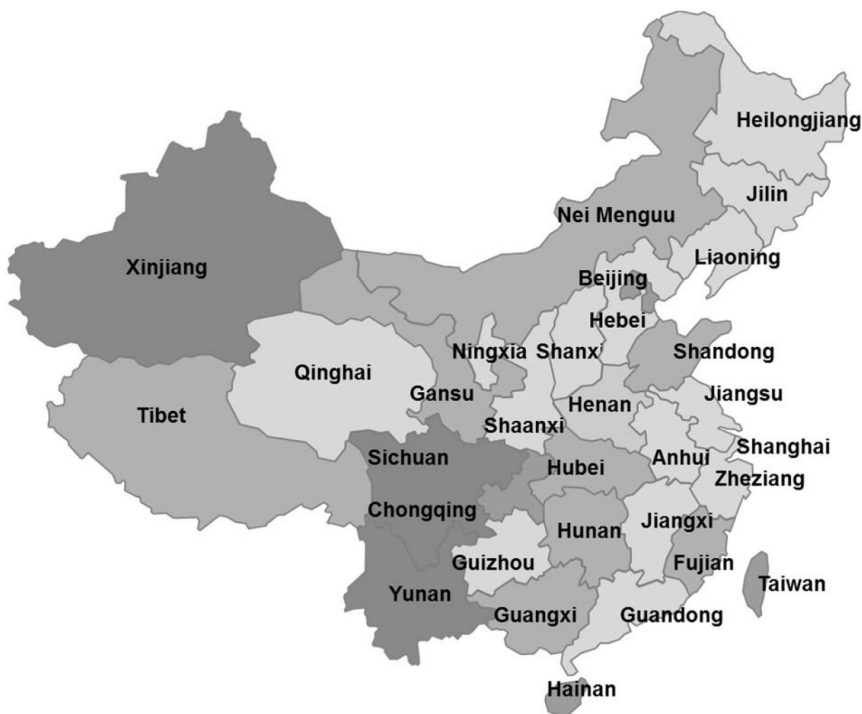 Heilongjiang
Jilin
Nei Menguu
Liaoning
Xinjiang
Beijing
Hebei
Ningxia
Shanxi
Shandong
Qinghai
Gansu
Jiangsu
Henan
Tibet
Shaanxi
Shanghai
Sichuan
Hubei
Anhui
Zheziang
Chongqing
Hunan
Jiangxi
Guizhou
Fujian
Taiwan
Yunan
Guangxi
Guandong
Hainan